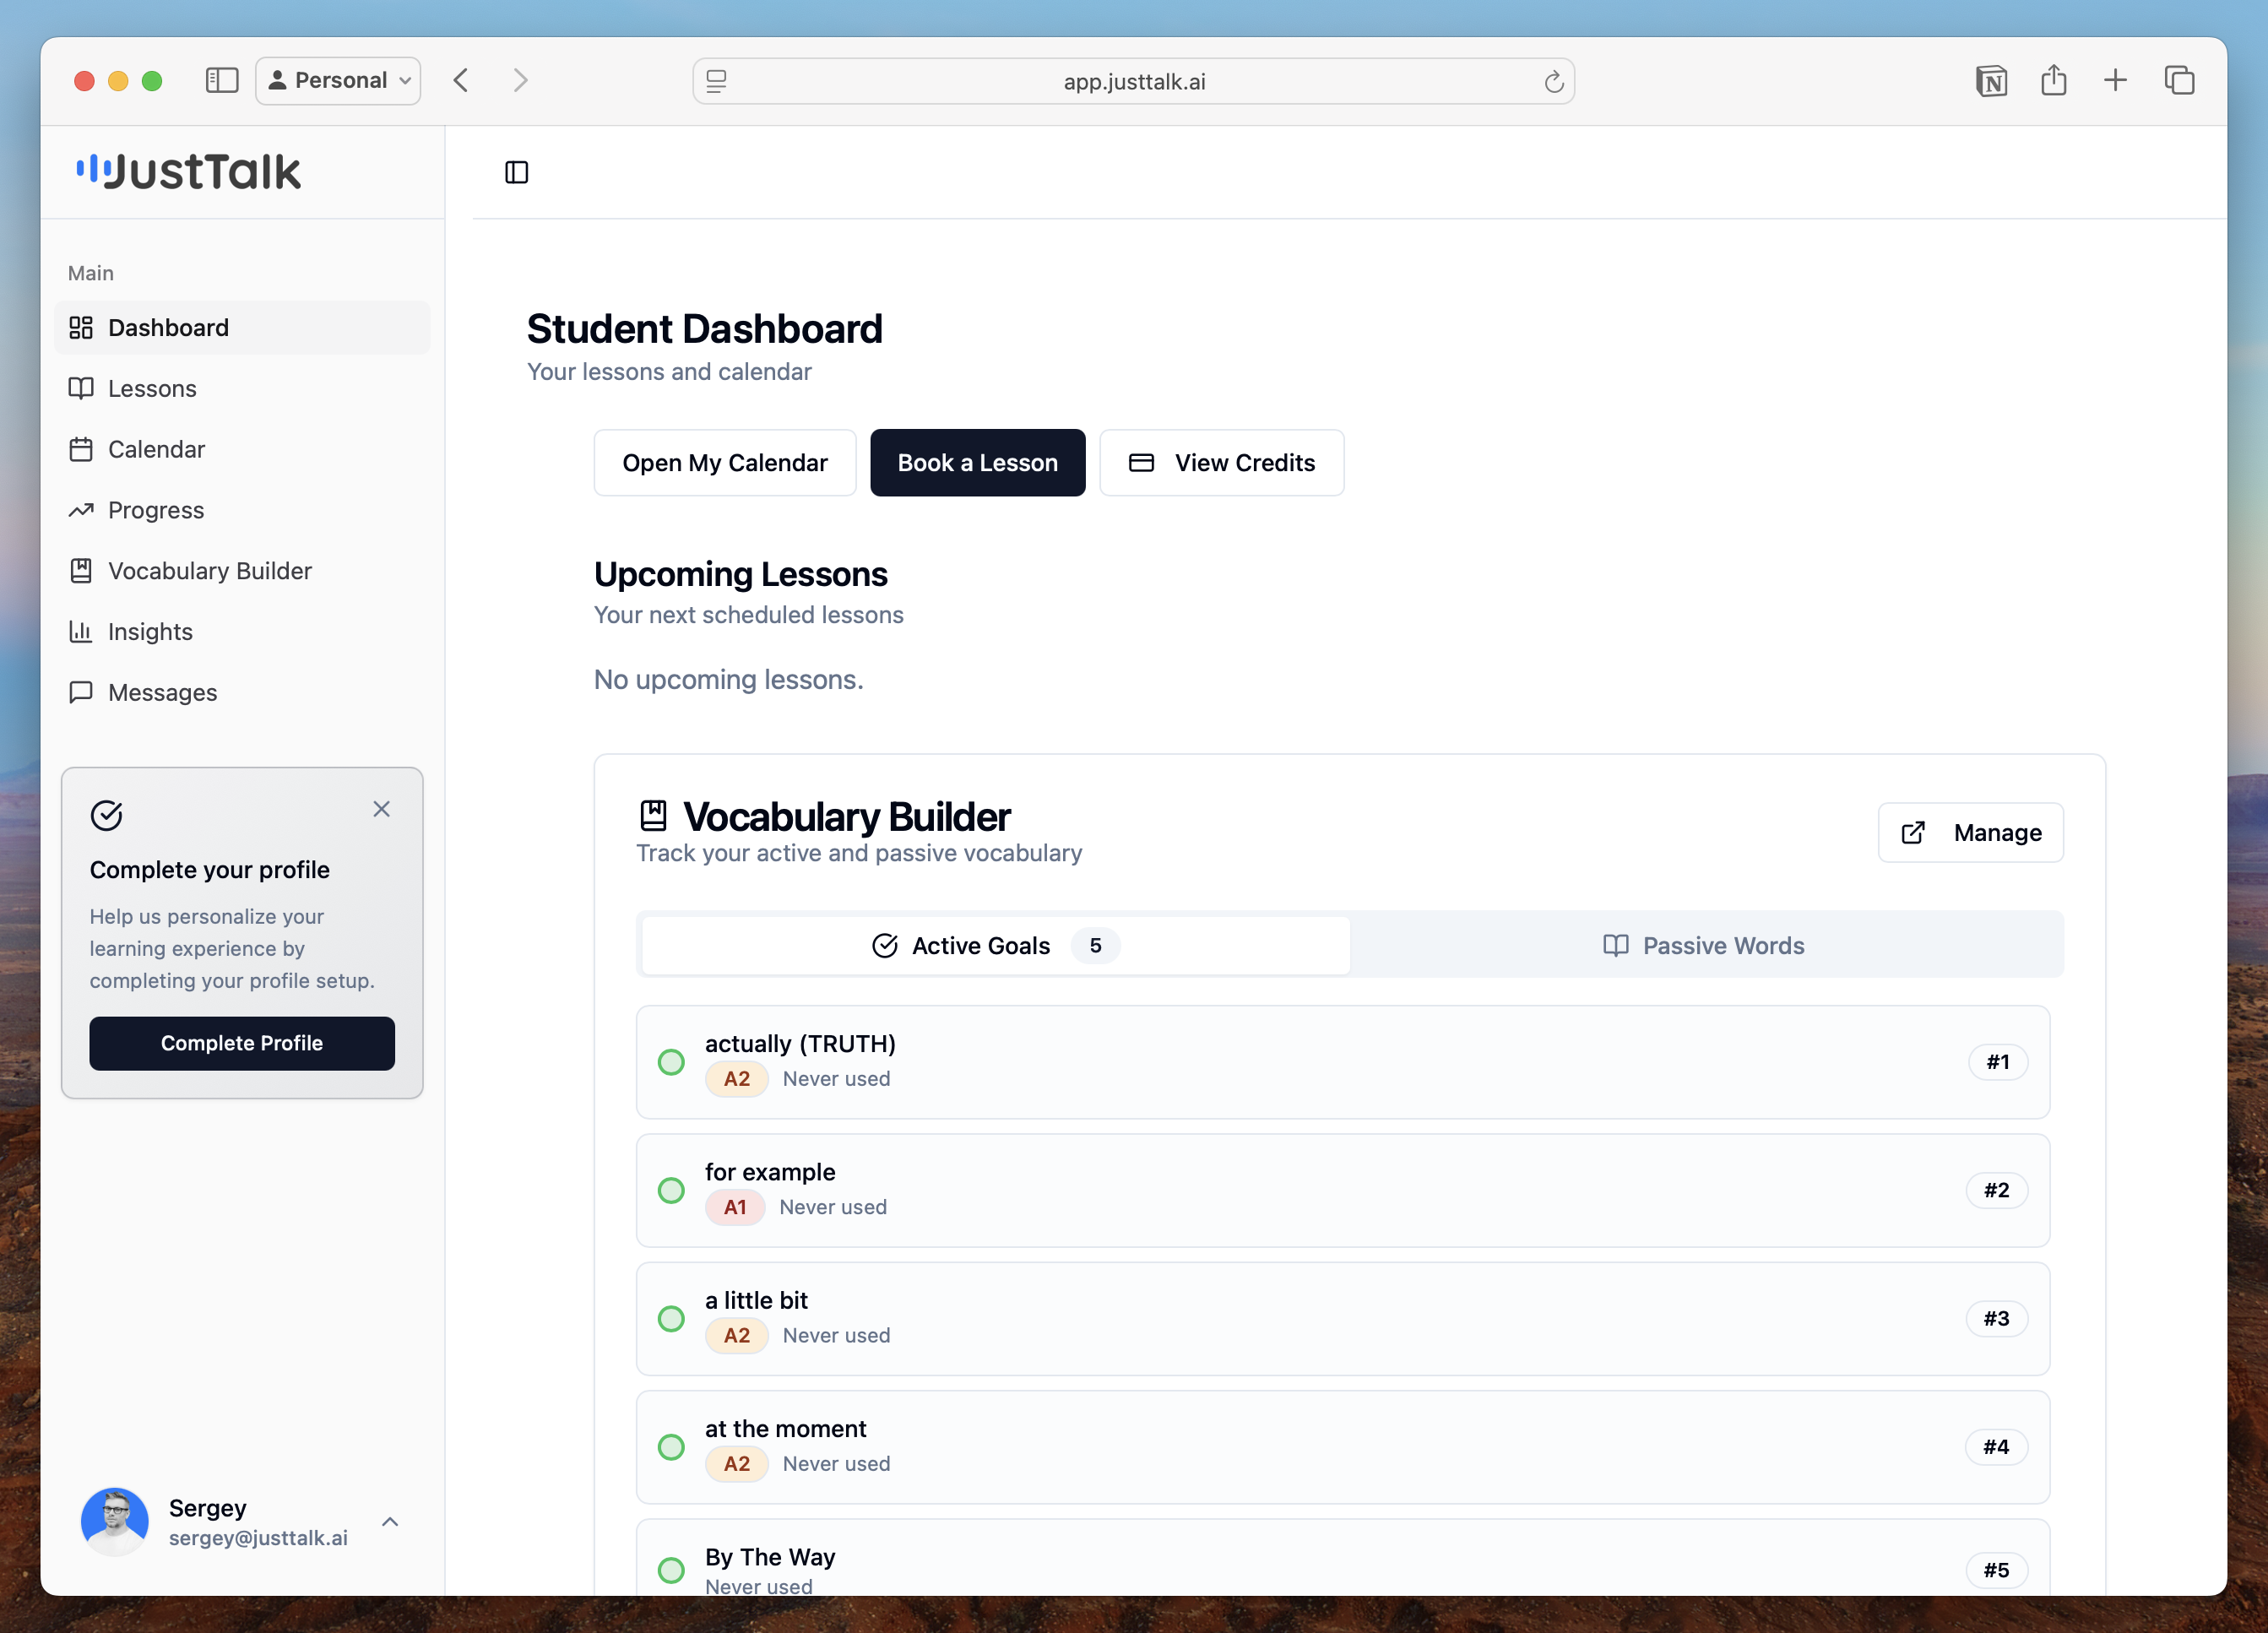 Personal
app.justtalk.ai
JustTalk
Main
Dashboard
Lessons
Calendar
Progress
Vocabulary Builder
Insights
Messages
Complete your profile
Help us personalize your
learning experience by
completing your profile setup.
Complete Profile
Sergey
sergey@justtalk.ai
Student Dashboard
Your lessons and calendar
Open My Calendar
Book a Lesson
View Credits
Upcoming Lessons
Your next scheduled lessons
No upcoming lessons.
Vocabulary Builder
Track your active and passive vocabulary
Manage
Active Goals 5
Passive Words
actually (TRUTH)
A2 Never used
#1
for example
A1 Never used
#2
a little bit
A2 Never used
#3
at the moment
A2 Never used
#4
By The Way
Never used
#5